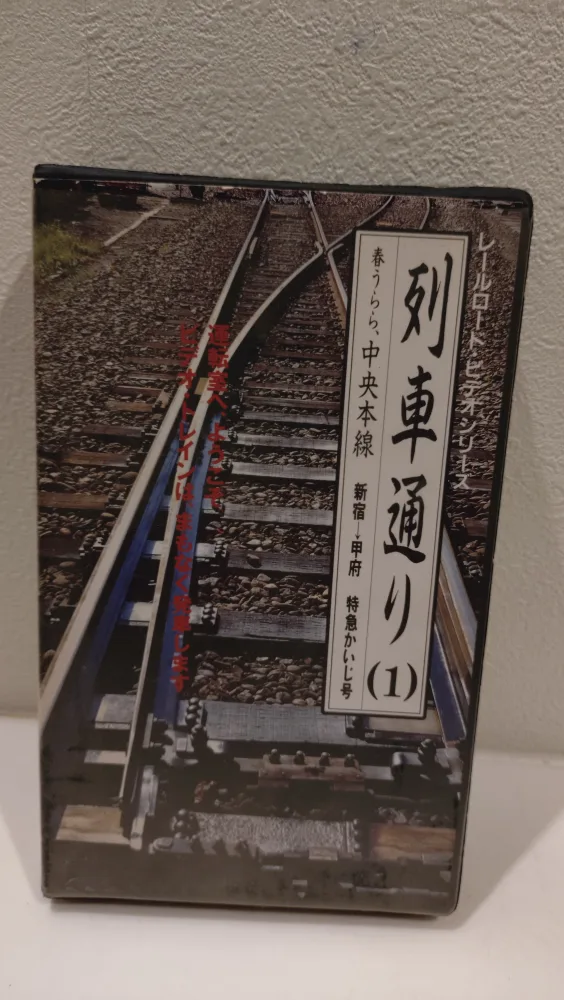 レールロード・ビデオシリーズ
列車通り(1)
春うらら、中央本線 新宿→甲府 特急かいじ号
運転室へ ようこそ…
ビデオ・トレインは、まもなく発車します